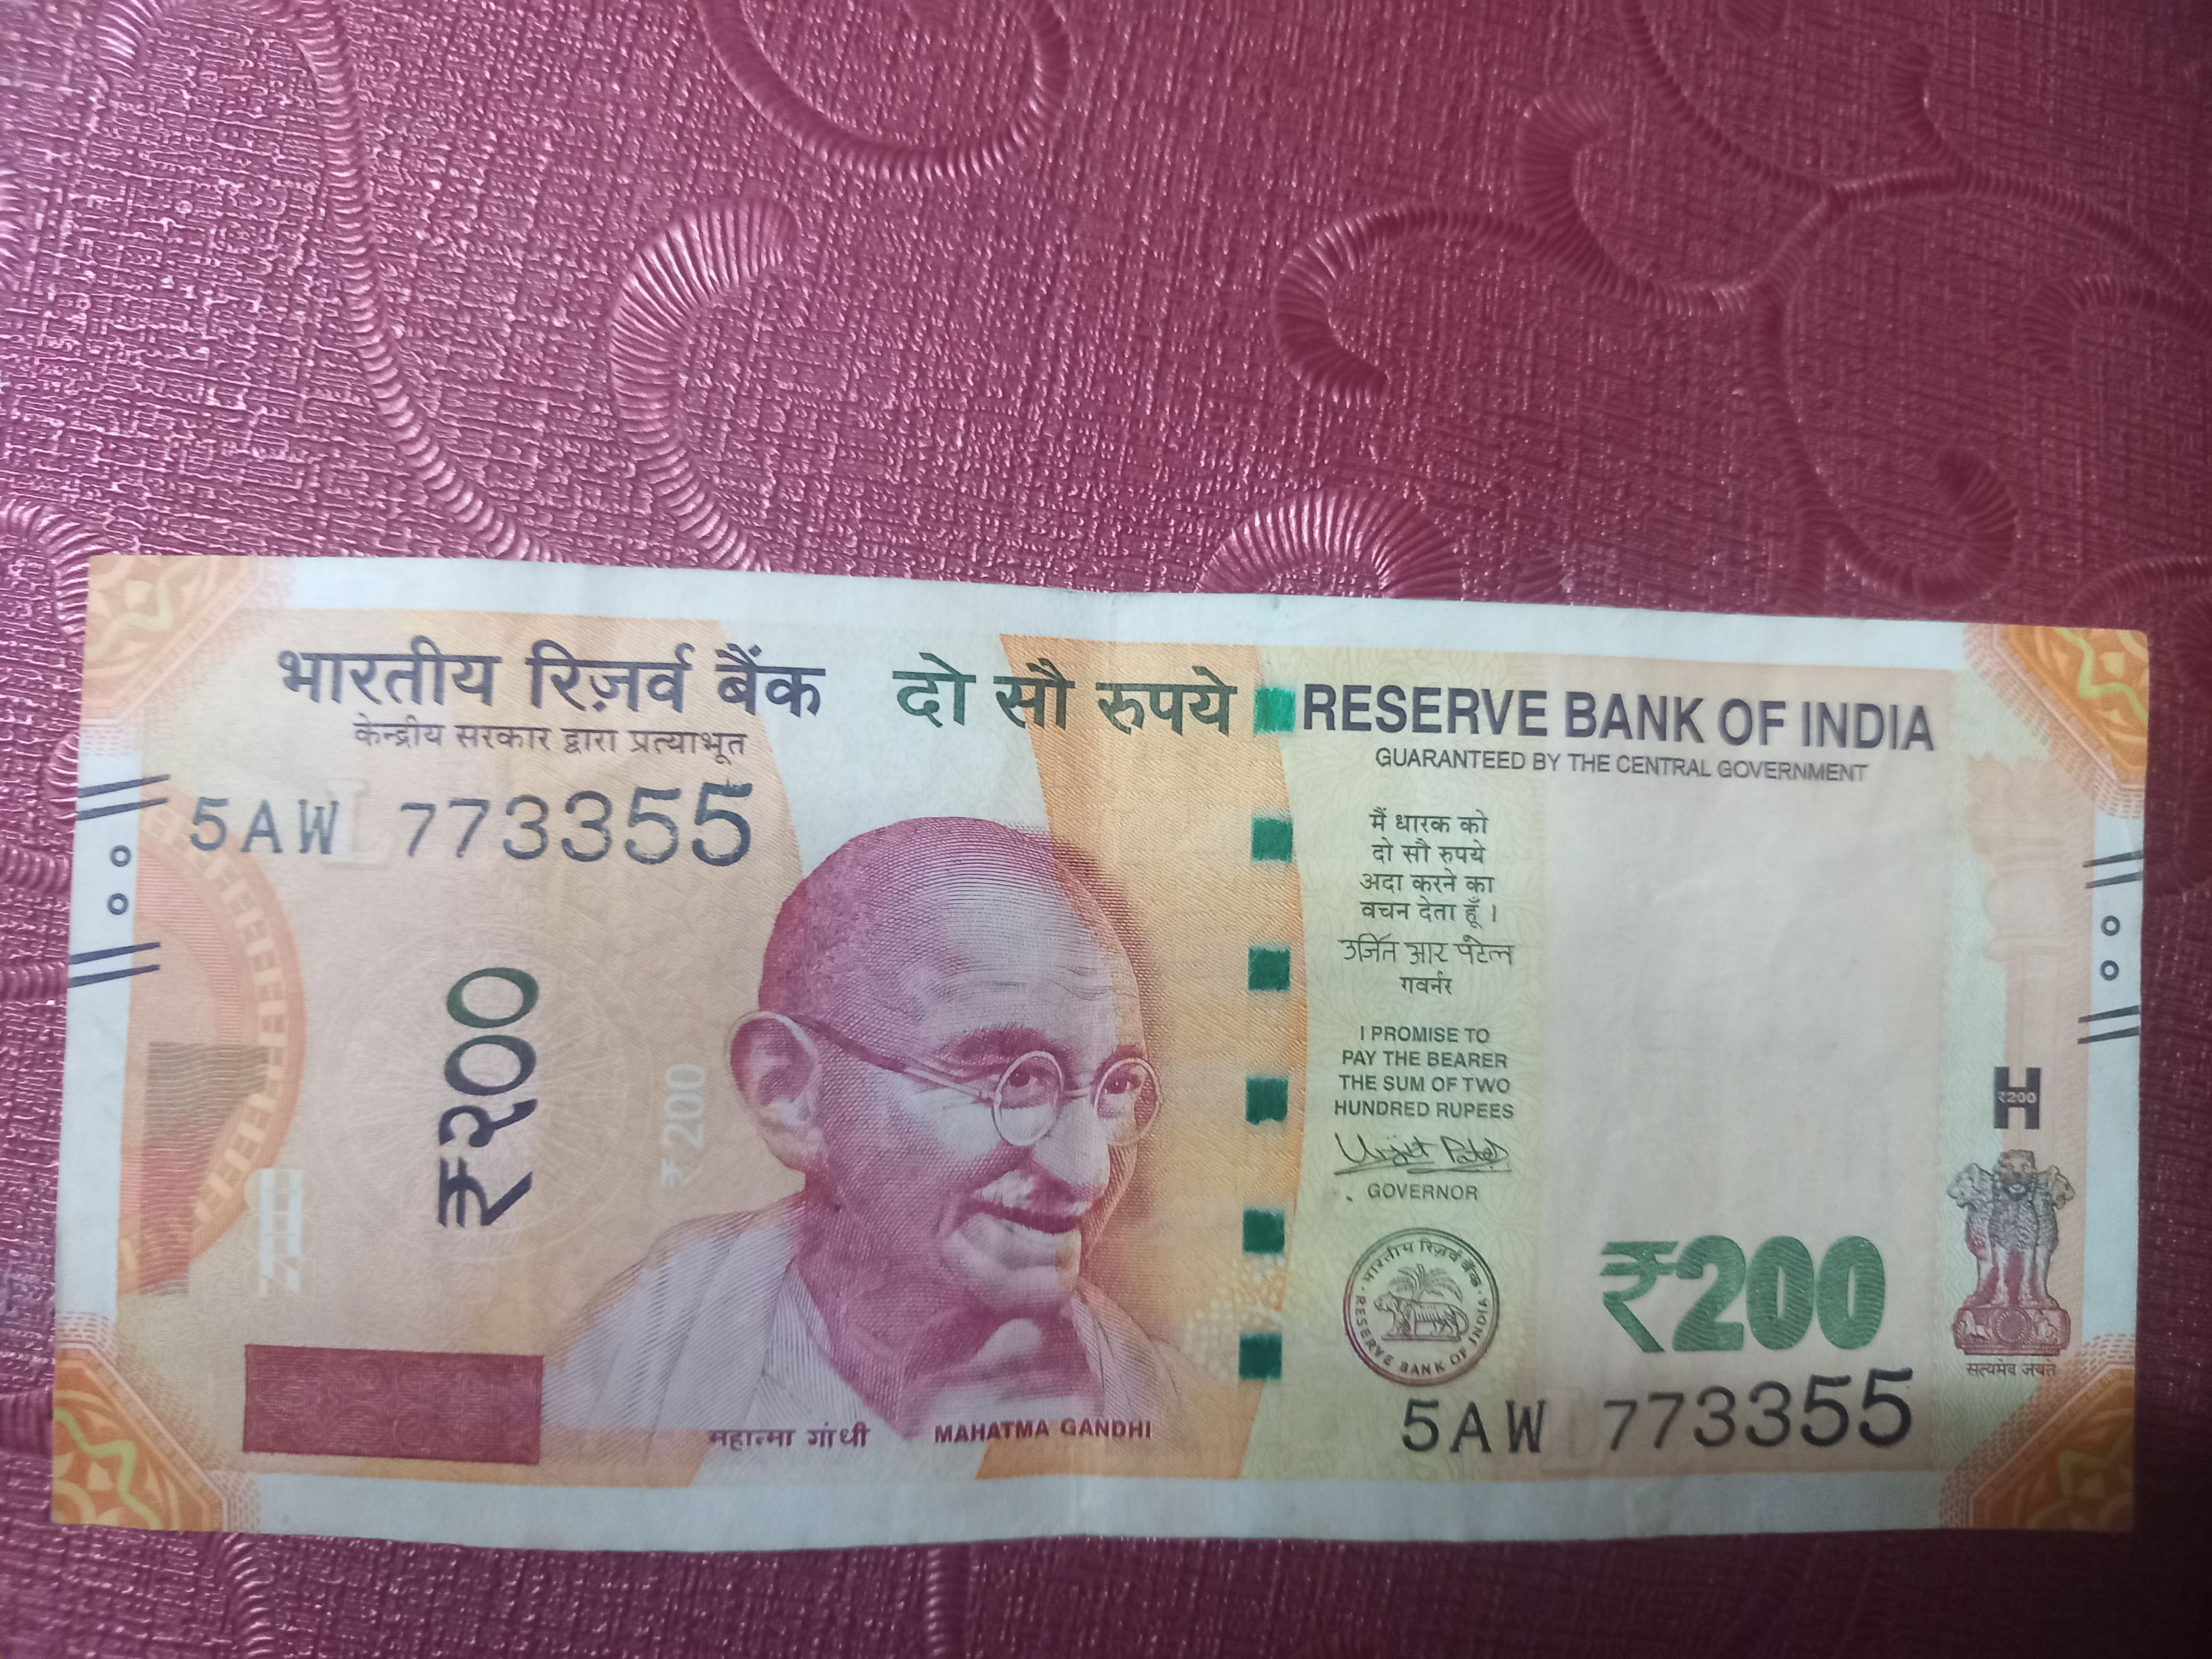 भारतीय रिज़र्व बैंक
केन्द्रीय सरकार द्वारा प्रत्याभूत
दो सौ रुपये
RESERVE BANK OF INDIA
GUARANTEED BY THE CENTRAL GOVERNMENT
5AW 773355
₹२००
₹200
मैं धारक को
दो सौ रुपये
अदा करने का
वचन देता हूँ ।
उर्जित आर पटेल
गवर्नर
I PROMISE TO
PAY THE BEARER
THE SUM OF TWO
HUNDRED RUPEES
Urjit Patel
GOVERNOR
भारतीय रिज़र्व बैंक
RESERVE BANK OF INDIA
₹200
H
₹200
सत्यमेव जयते
महात्मा गांधी MAHATMA GANDHI
5AW 773355